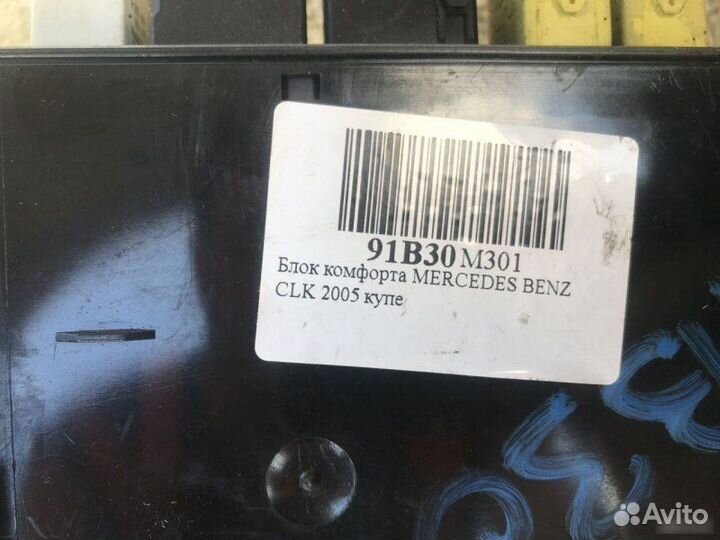 91B30 M301
Блок комфорта MERCEDES BENZ
CLK 2005 купе
Avito